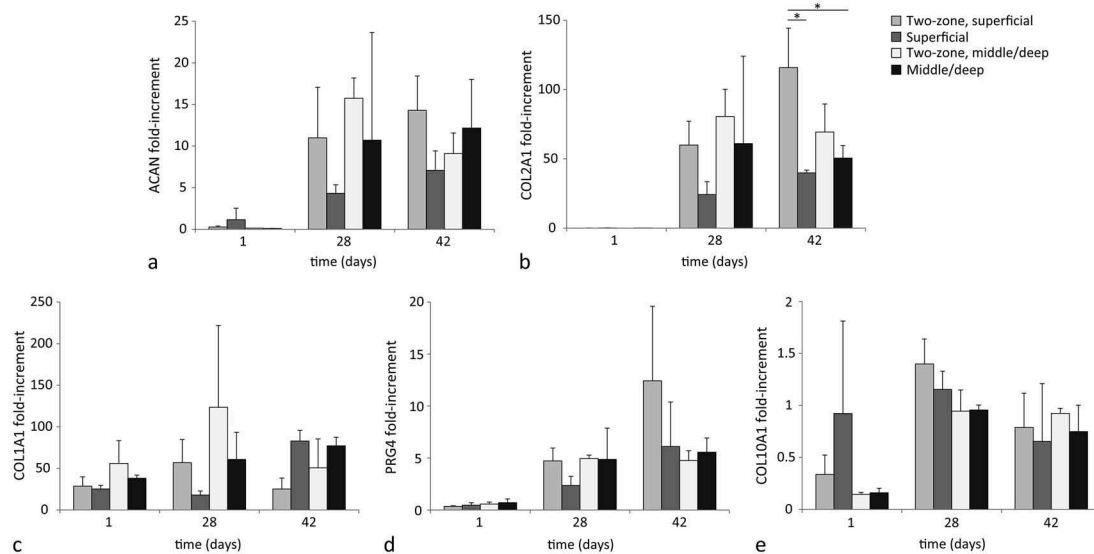 ACAN fold-increment
25
20
15
10
5
0
1 28 42
time (days)
a
COL2A1 fold-increment
150
100
50
0
*
*
1 28 42
time (days)
b
Two-zone, superficial
Superficial
Two-zone, middle/deep
Middle/deep
COL1A1 fold-increment
250
200
150
100
50
0
1 28 42
time (days)
c
PRG4 fold-increment
20
15
10
5
0
1 28 42
time (days)
d
COL10A1 fold-increment
2
1.5
1
0.5
0
1 28 42
time (days)
e